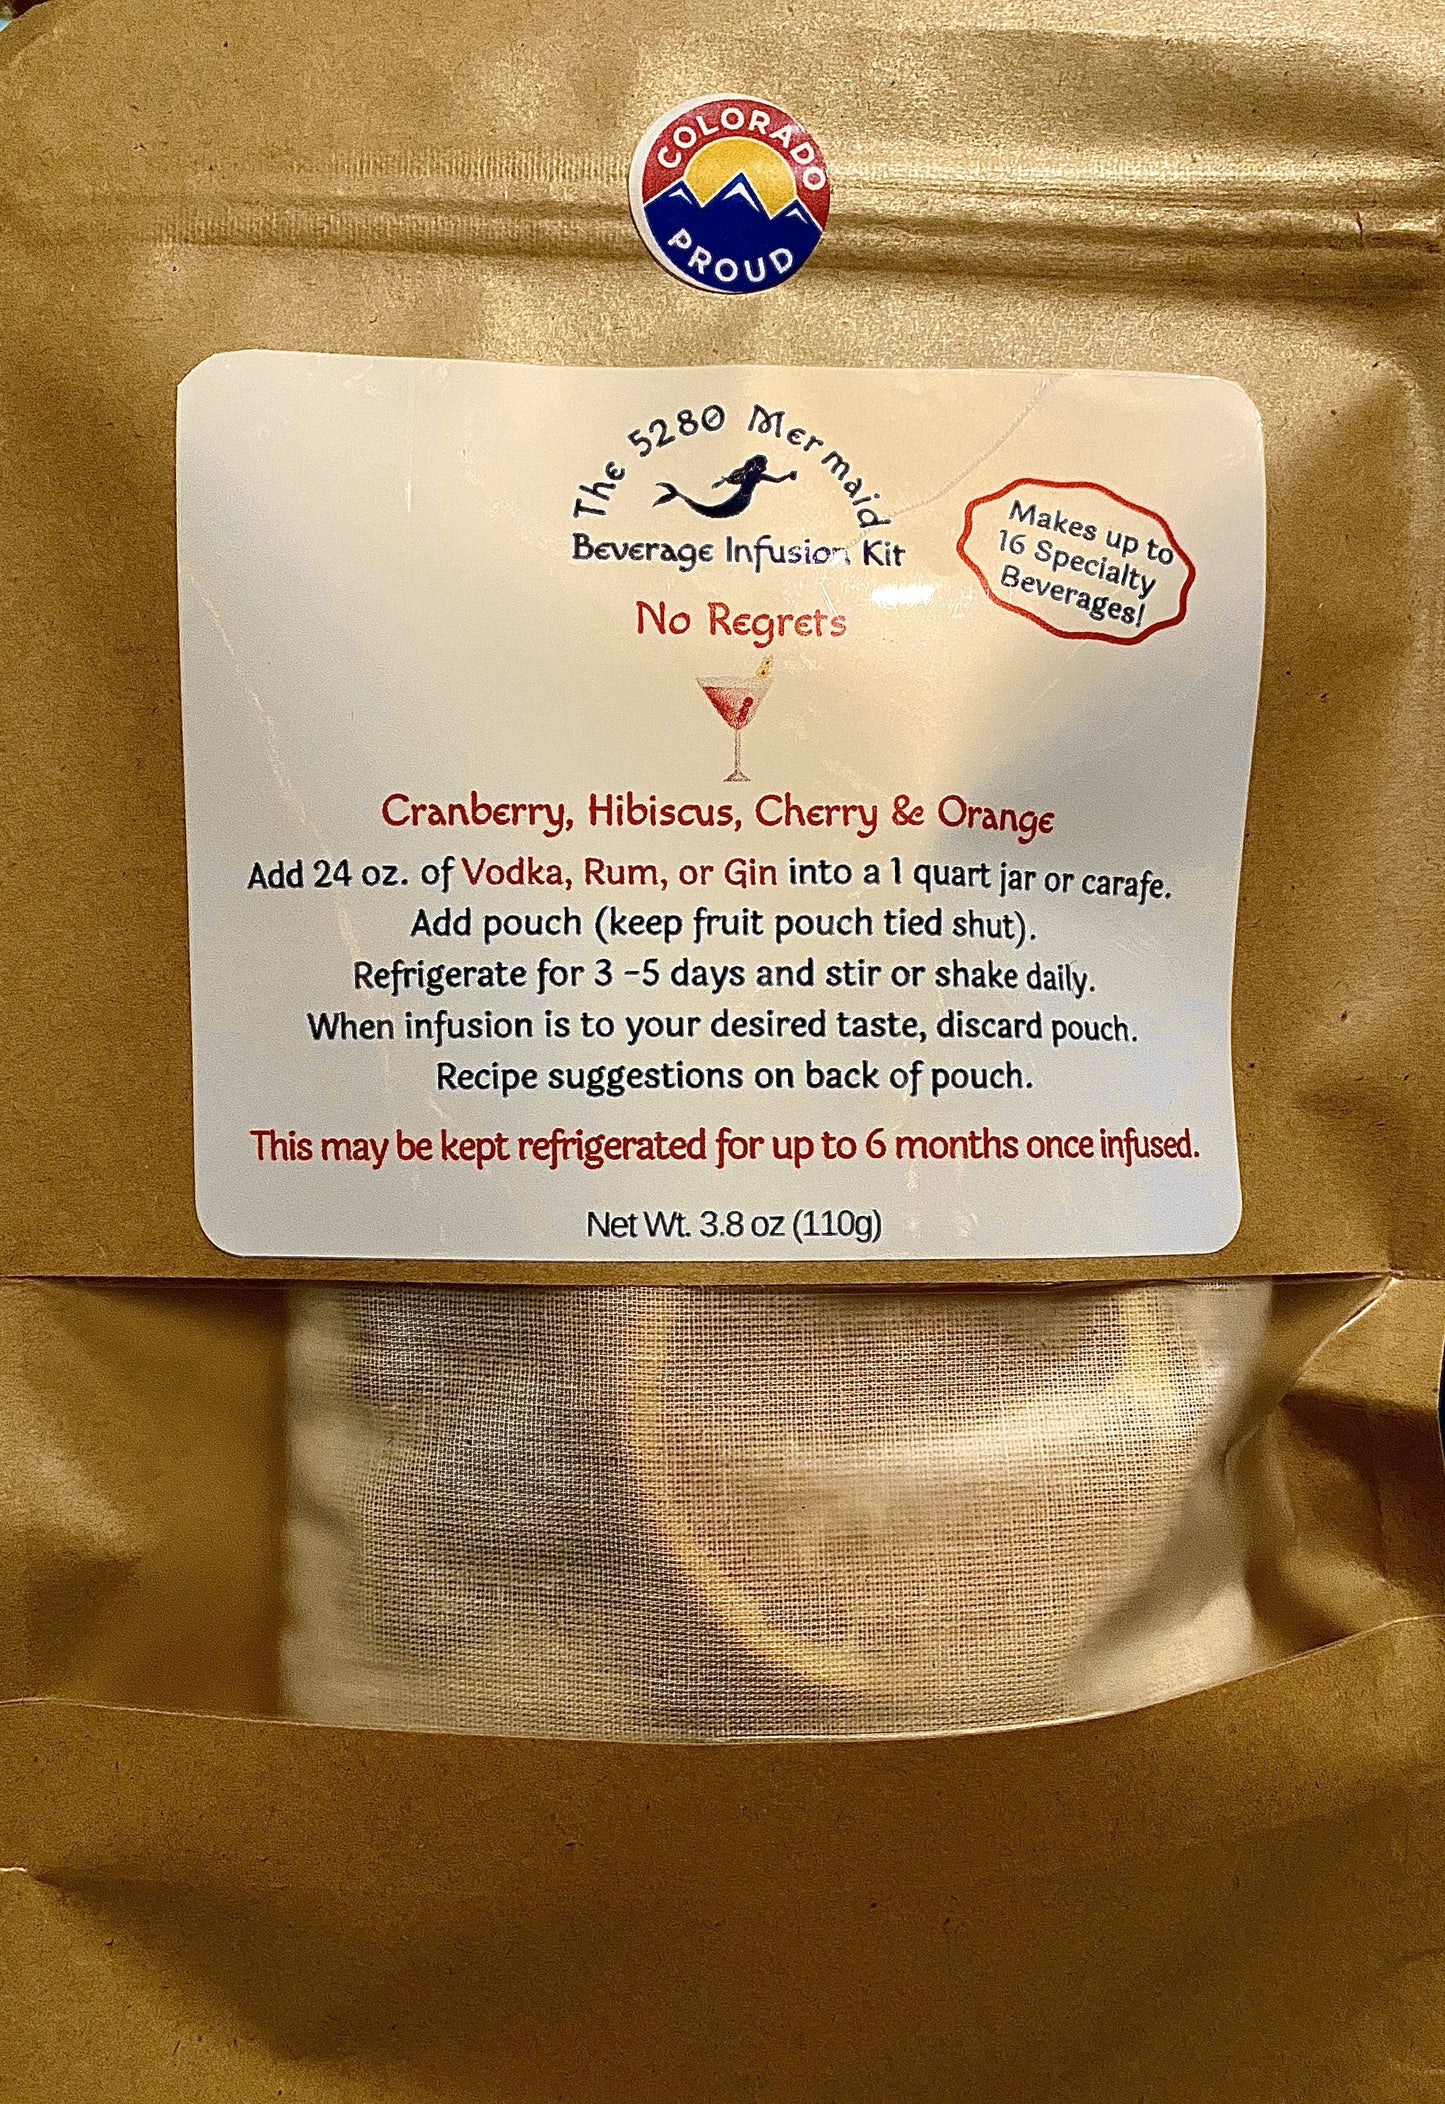 COLORADO
PROUD
The 5280 Mermaid
Beverage Infusion Kit
Makes up to
16 Specialty
Beverages!
No Regrets
Cranberry, Hibiscus, Cherry & Orange
Add 24 oz. of Vodka, Rum, or Gin into a 1 quart jar or carafe.
Add pouch (keep fruit pouch tied shut).
Refrigerate for 3 -5 days and stir or shake daily.
When infusion is to your desired taste, discard pouch.
Recipe suggestions on back of pouch.
This may be kept refrigerated for up to 6 months once infused.
Net Wt. 3.8 oz (110g)